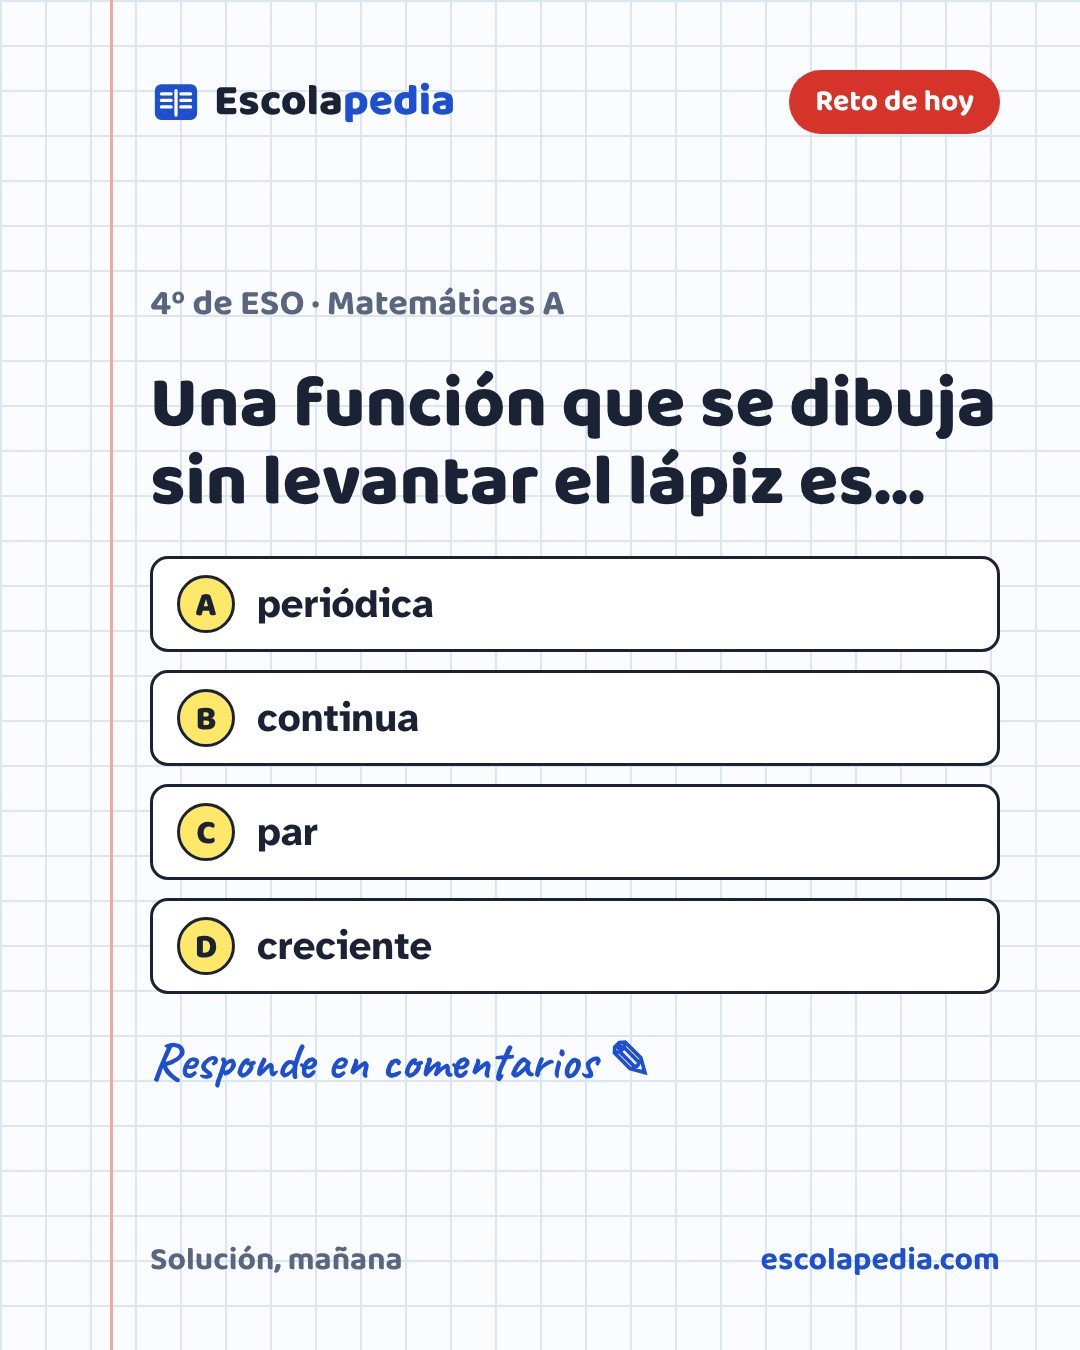 Escolapedia
Reto de hoy
4º de ESO · Matemáticas A
Una función que se dibuja
sin levantar el lápiz es...
A periódica
B continua
C par
D creciente
Responde en comentarios ✎
Solución, mañana
escolapedia.com